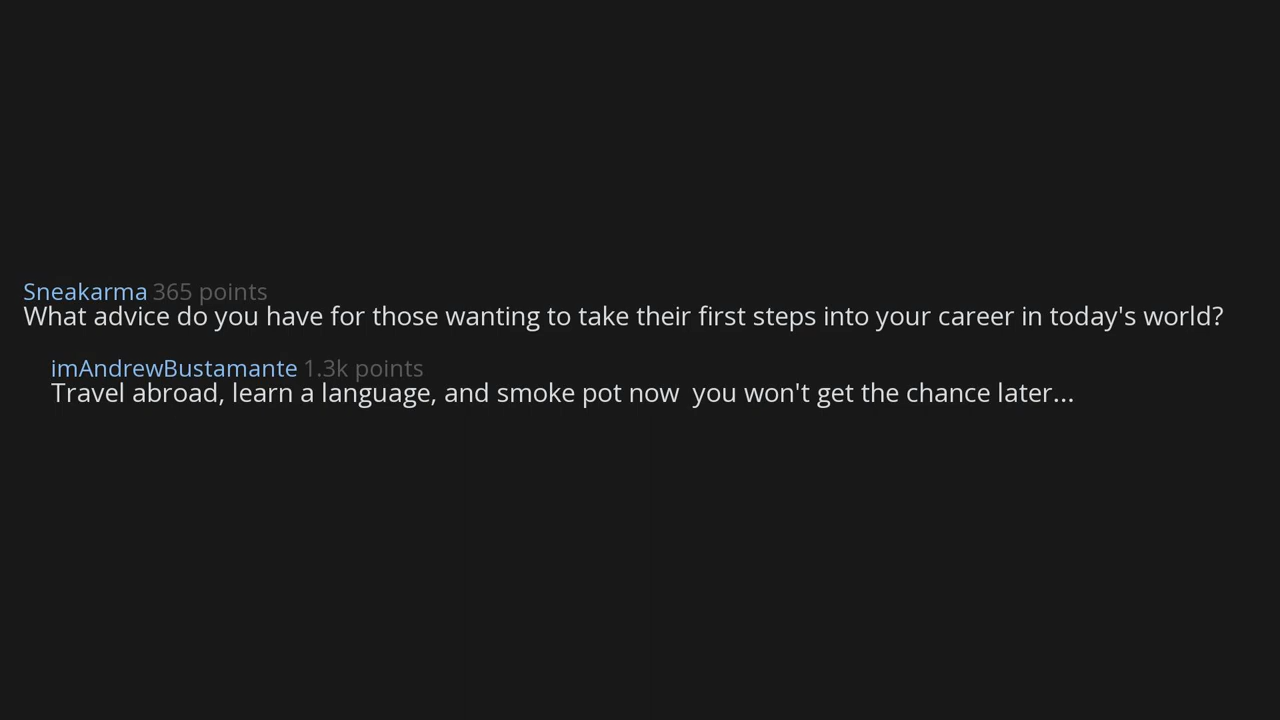 Sneakarma 365 points
What advice do you have for those wanting to take their first steps into your career in today's world?
imAndrewBustamante 1.3k points
Travel abroad, learn a language, and smoke pot now  you won't get the chance later...